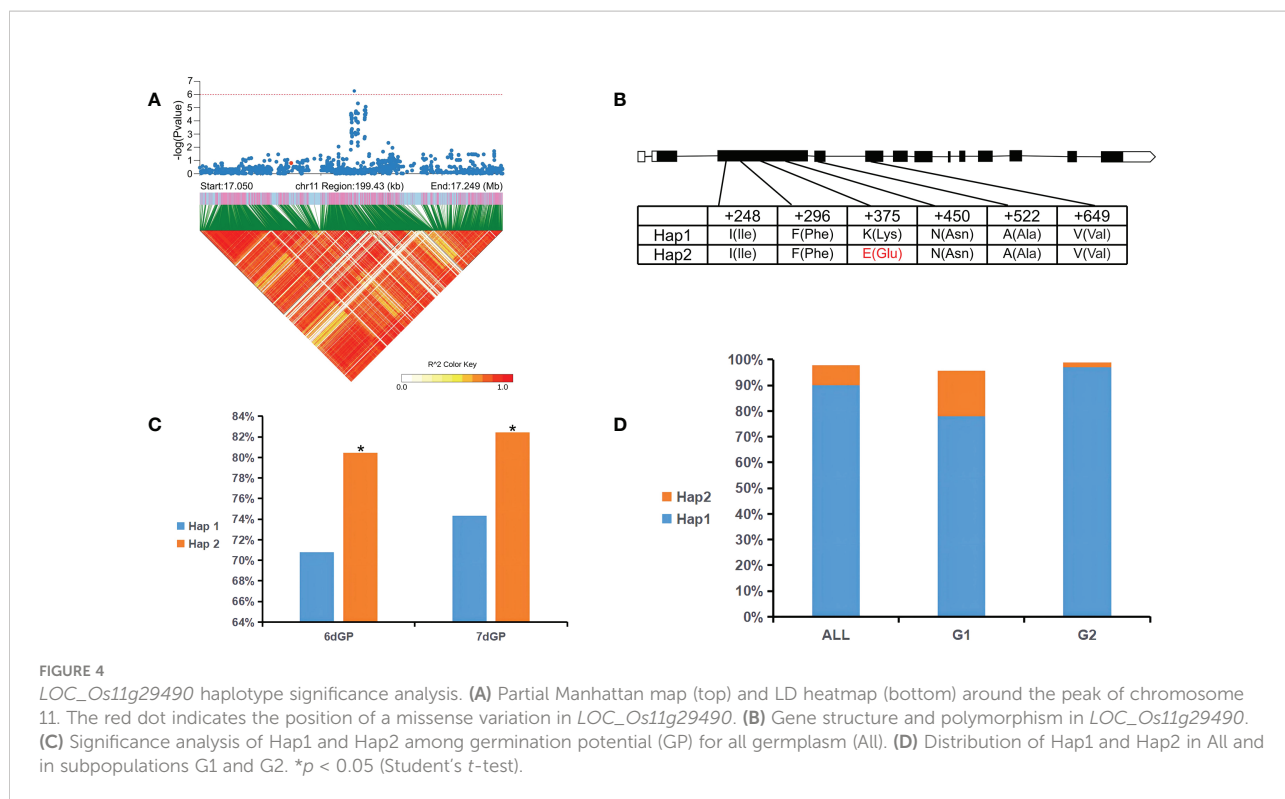 A
7
6
5
4
3
2
1
0
-log(Pvalue)
Start:17.050 chr11 Region:199.43 (kb) End:17.249 (Mb)
R^2 Color Key
0.0 1.0
B
+248 +296 +375 +450 +522 +649
Hap1 I(Ile) F(Phe) K(Lys) N(Asn) A(Ala) V(Val)
Hap2 I(Ile) F(Phe) E(Glu) N(Asn) A(Ala) V(Val)
C
84%
82%
80%
78%
76%
74%
72%
70%
68%
66%
64%
* *
Hap 1
Hap 2
6dGP 7dGP
D
100%
90%
80%
70%
60%
50%
40%
30%
20%
10%
0%
Hap2
Hap1
ALL G1 G2
FIGURE 4
LOC_Os11g29490 haplotype significance analysis. (A) Partial Manhattan map (top) and LD heatmap (bottom) around the peak of chromosome
11. The red dot indicates the position of a missense variation in LOC_Os11g29490. (B) Gene structure and polymorphism in LOC_Os11g29490.
(C) Significance analysis of Hap1 and Hap2 among germination potential (GP) for all germplasm (All). (D) Distribution of Hap1 and Hap2 in All and
in subpopulations G1 and G2. *p < 0.05 (Student's t-test).